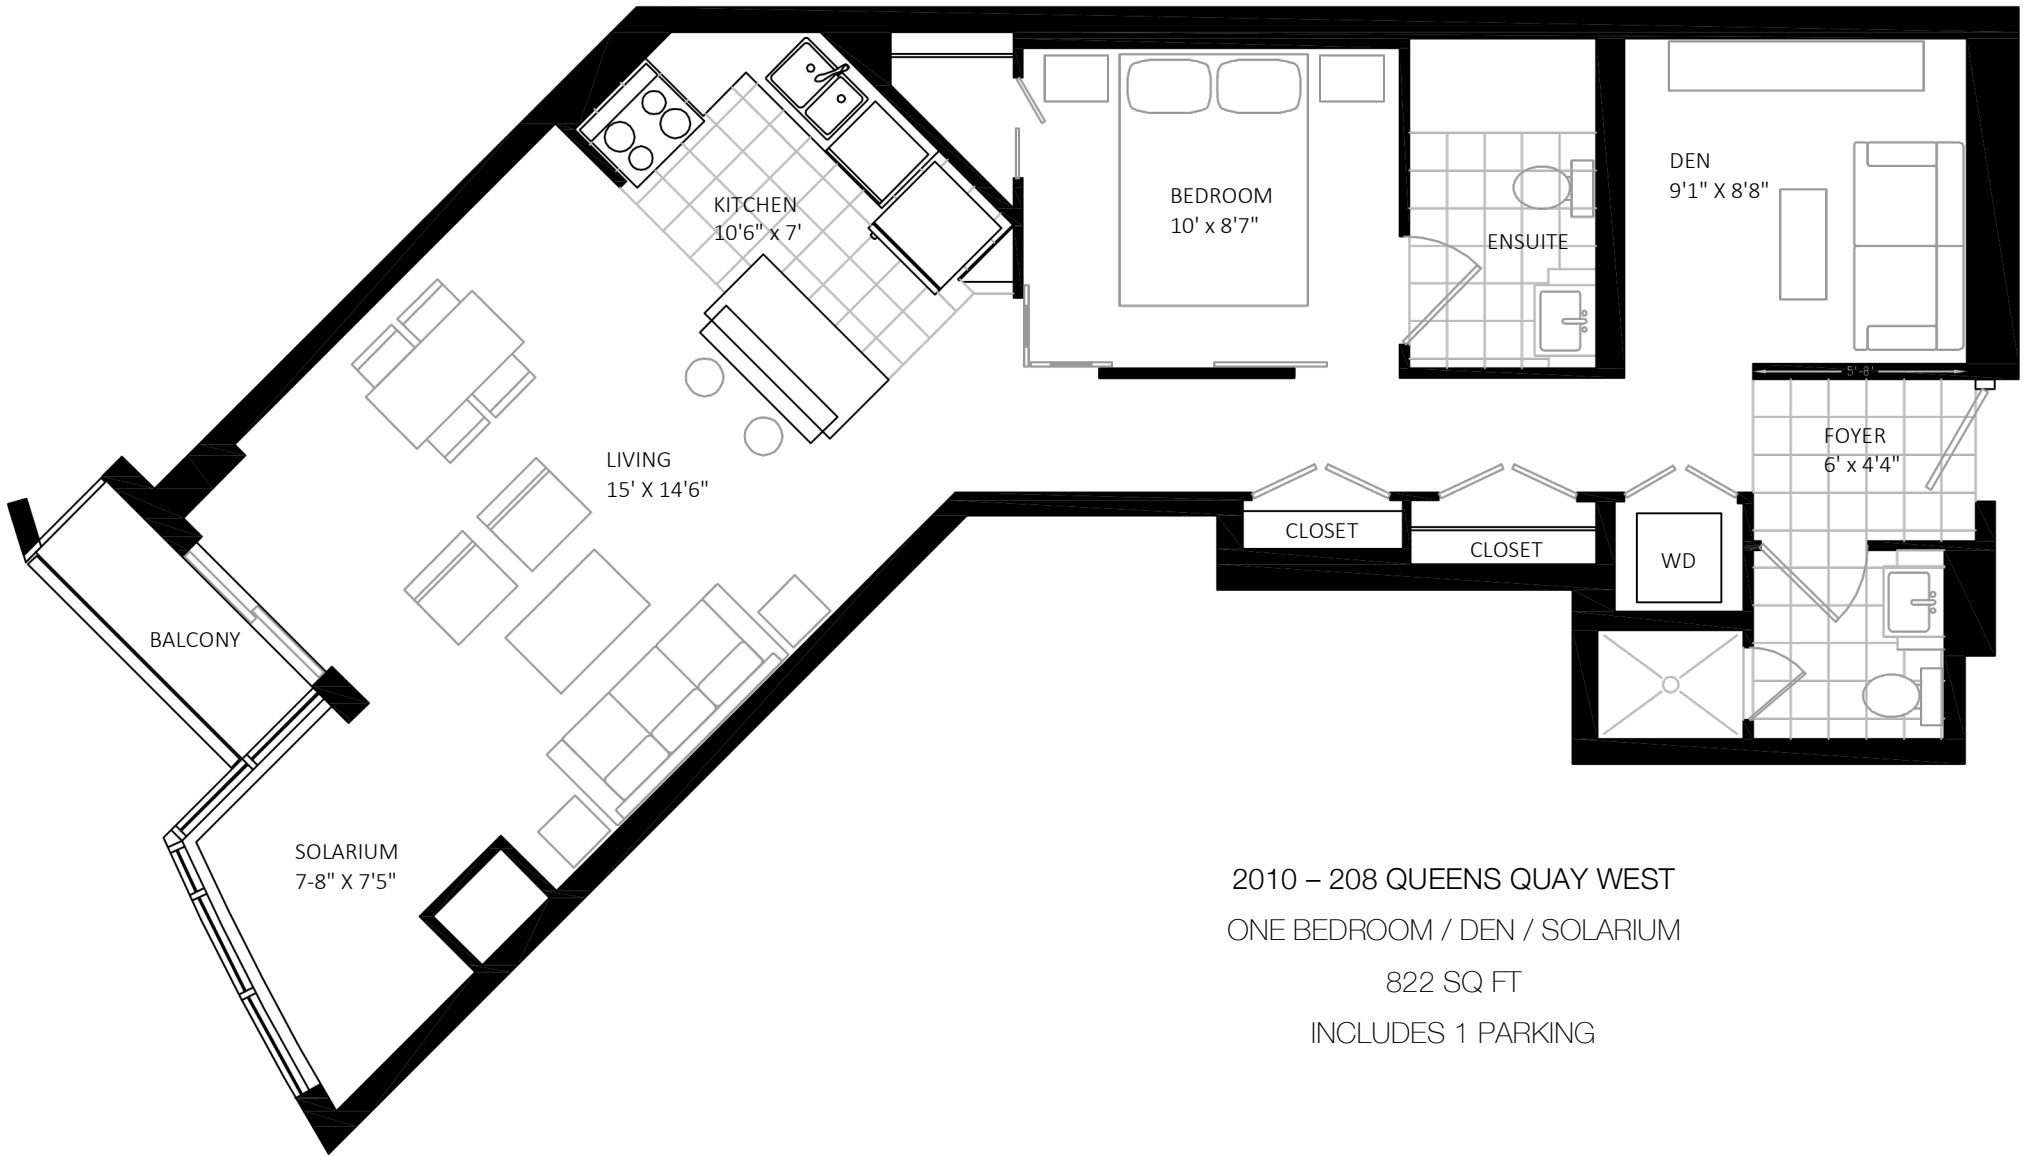 KITCHEN
10'6" x 7'
BEDROOM
10' x 8'7"
ENSUITE
DEN
9'1" X 8'8"
5'-8'
FOYER
6' x 4'4"
LIVING
15' X 14'6"
CLOSET
CLOSET
WD
BALCONY
SOLARIUM
7-8" X 7'5"
2010 – 208 QUEENS QUAY WEST
ONE BEDROOM / DEN / SOLARIUM
822 SQ FT
INCLUDES 1 PARKING